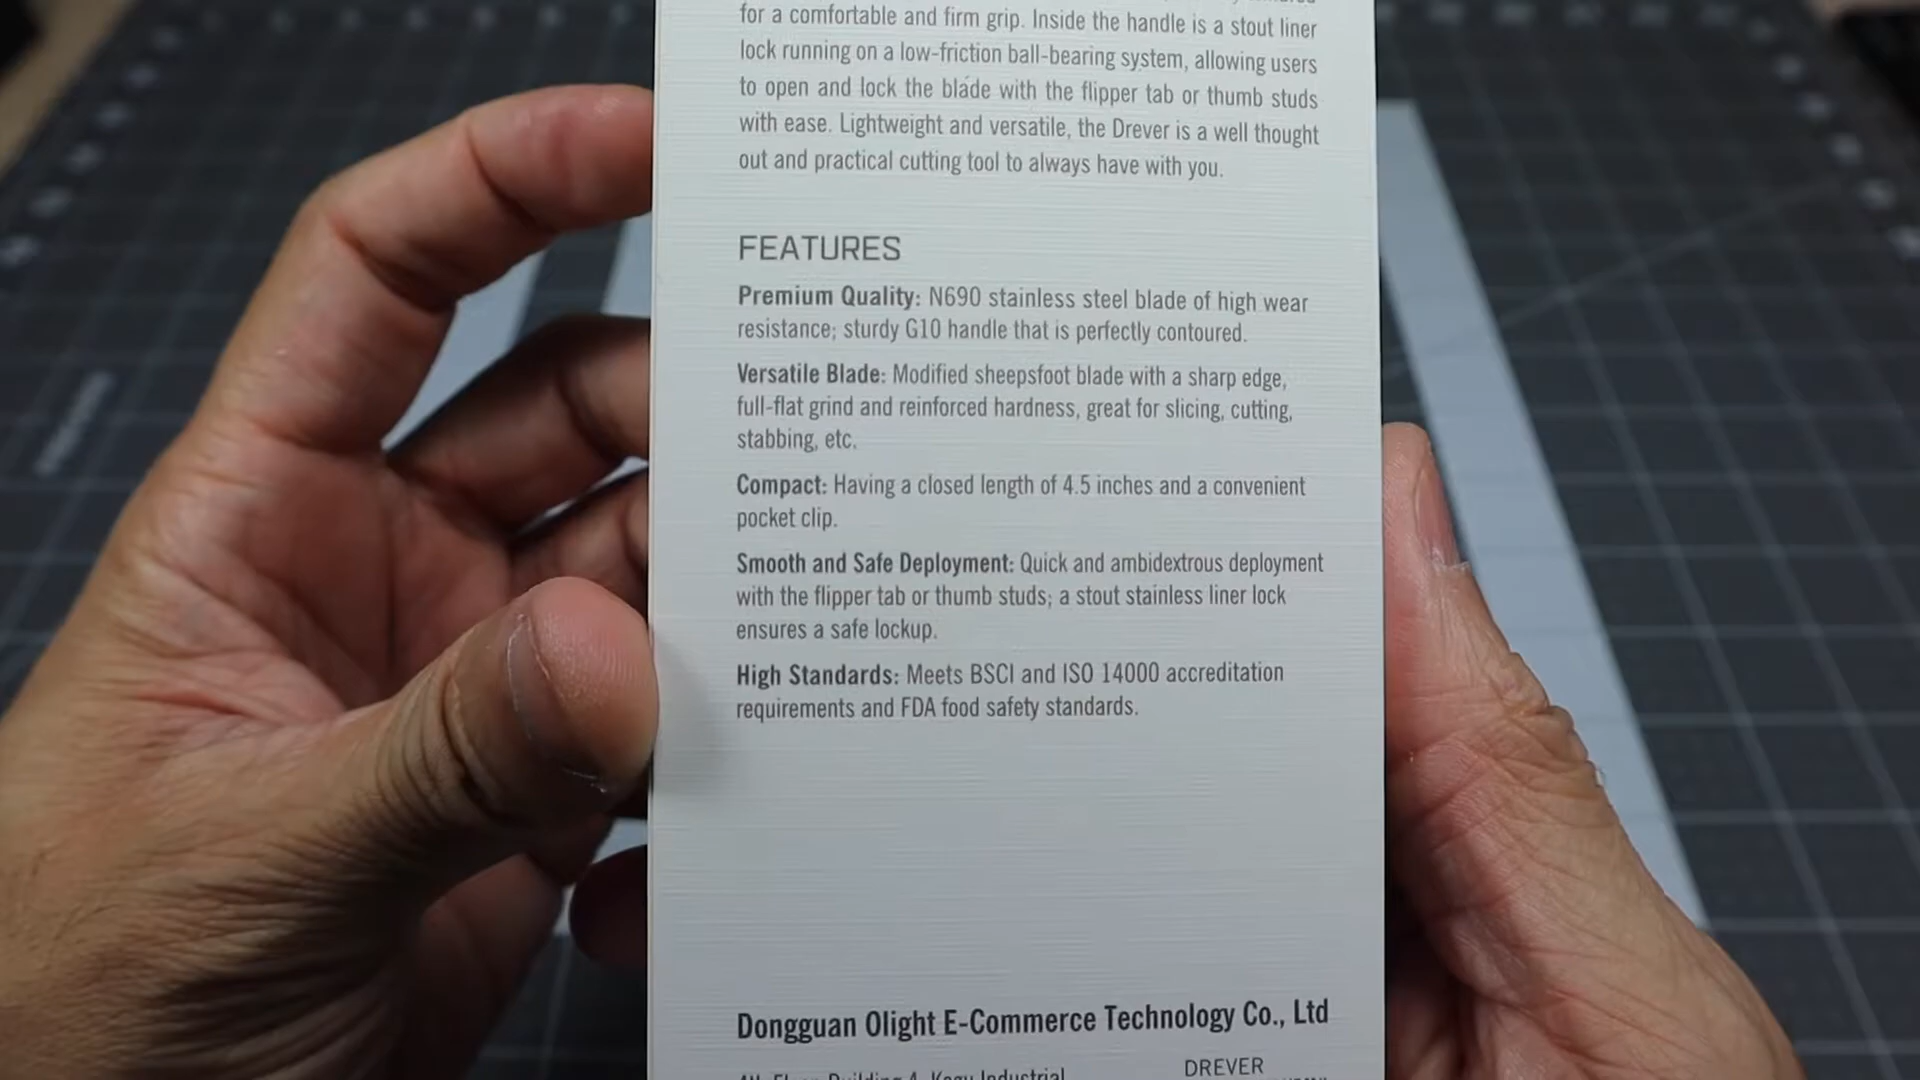 for a comfortable and firm grip. Inside the handle is a stout liner
lock running on a low-friction ball-bearing system, allowing users
to open and lock the blade with the flipper tab or thumb studs
with ease. Lightweight and versatile, the Drever is a well thought
out and practical cutting tool to always have with you.
FEATURES
Premium Quality: N690 stainless steel blade of high wear
resistance; sturdy G10 handle that is perfectly contoured.
Versatile Blade: Modified sheepsfoot blade with a sharp edge,
full-flat grind and reinforced hardness, great for slicing, cutting,
stabbing, etc.
Compact: Having a closed length of 4.5 inches and a convenient
pocket clip.
Smooth and Safe Deployment: Quick and ambidextrous deployment
with the flipper tab or thumb studs; a stout stainless liner lock
ensures a safe lockup.
High Standards: Meets BSCI and ISO 14000 accreditation
requirements and FDA food safety standards.
Dongguan Olight E-Commerce Technology Co., Ltd
DREVER
Building 4, Kegu Industrial